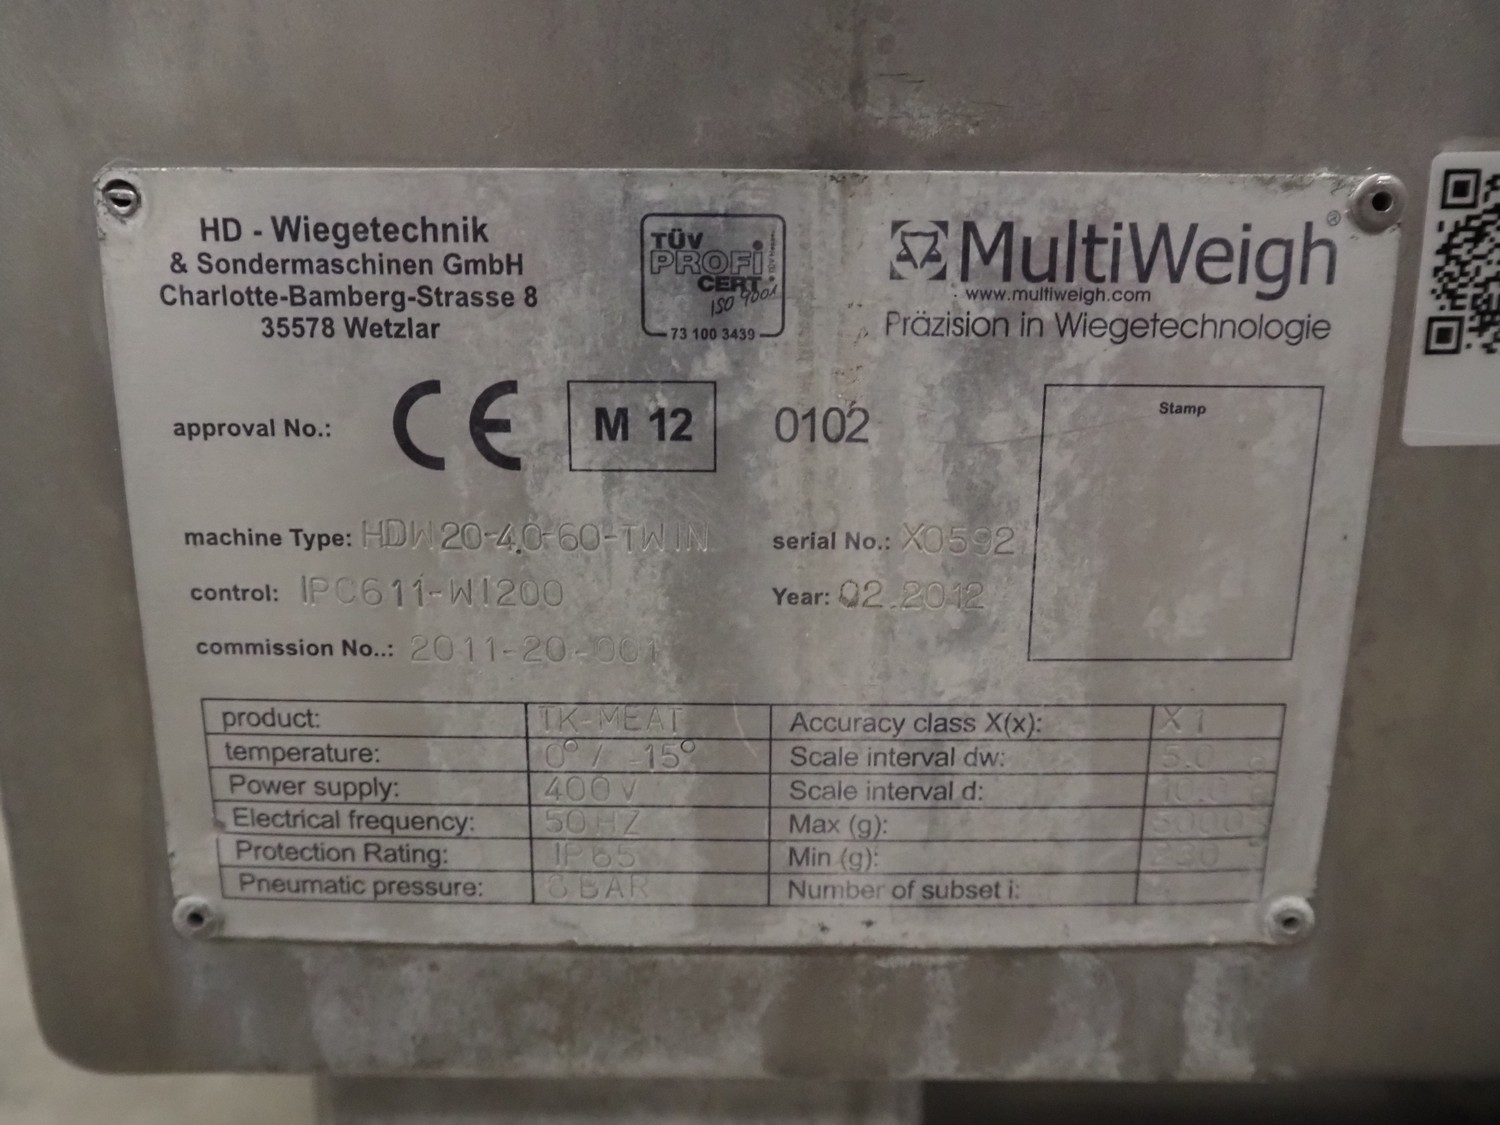 HD - Wiegetechnik
& Sondermaschinen GmbH
Charlotte-Bamberg-Strasse 8
35578 Wetzlar
TÜV
PROFi
CERT
ISO 9001
73 100 3439
MultiWeigh®
www.multiweigh.com
Präzision in Wiegetechnologie
approval No.: CE M 12 0102
Stamp
machine Type: HDW20-4.0-60-TWIN
serial No.: X0592
control: IPC611-WI200
Year: 02.2012
commission No..: 2011-20-001
product: TK-MEAT
temperature: 0° / -15°
Power supply: 400 V
Electrical frequency: 50 HZ
Protection Rating: IP65
Pneumatic pressure: BAR
Accuracy class X(x): X 1
Scale interval dw: 5.0
Scale interval d: 10.0
Max (g):
Min (g):
Number of subset i: